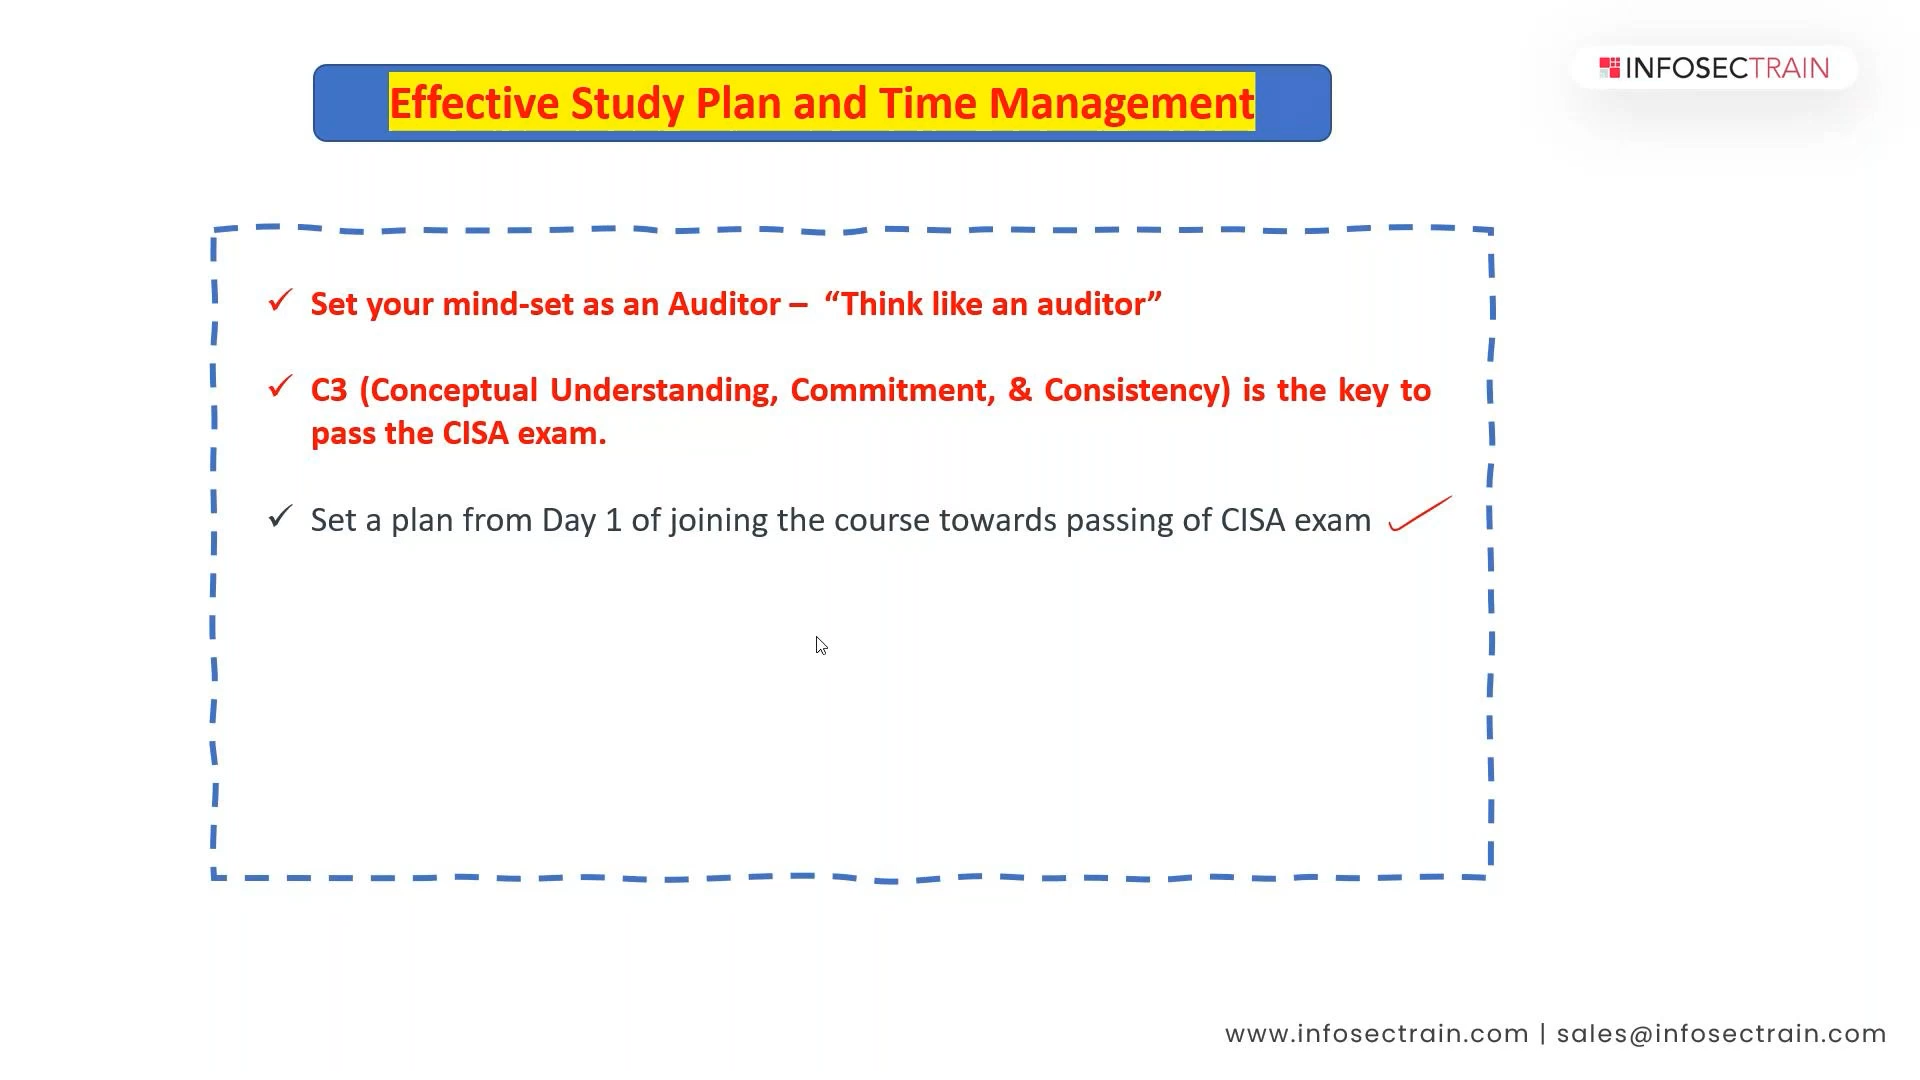 INFOSECTRAIN
Effective Study Plan and Time Management
✓ Set your mind-set as an Auditor – “Think like an auditor”
✓ C3 (Conceptual Understanding, Commitment, & Consistency) is the key to
pass the CISA exam.
✓ Set a plan from Day 1 of joining the course towards passing of CISA exam
www.infosectrain.com | sales@infosectrain.com